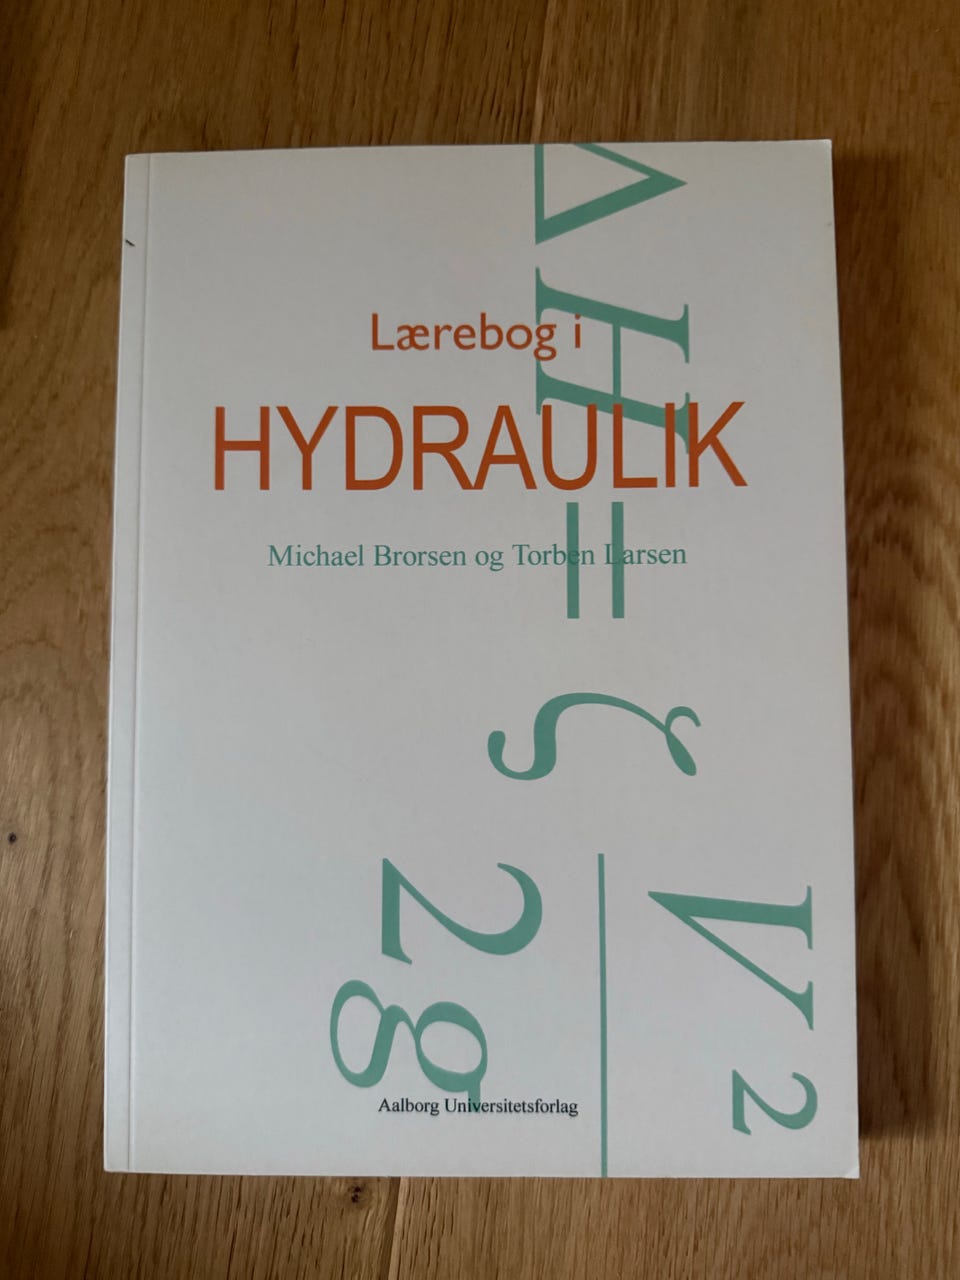 Lærebog i
HYDRAULIK
Michael Brorsen og Torben Larsen
ΔH = ζ V² / 2g
Aalborg Universitetsforlag